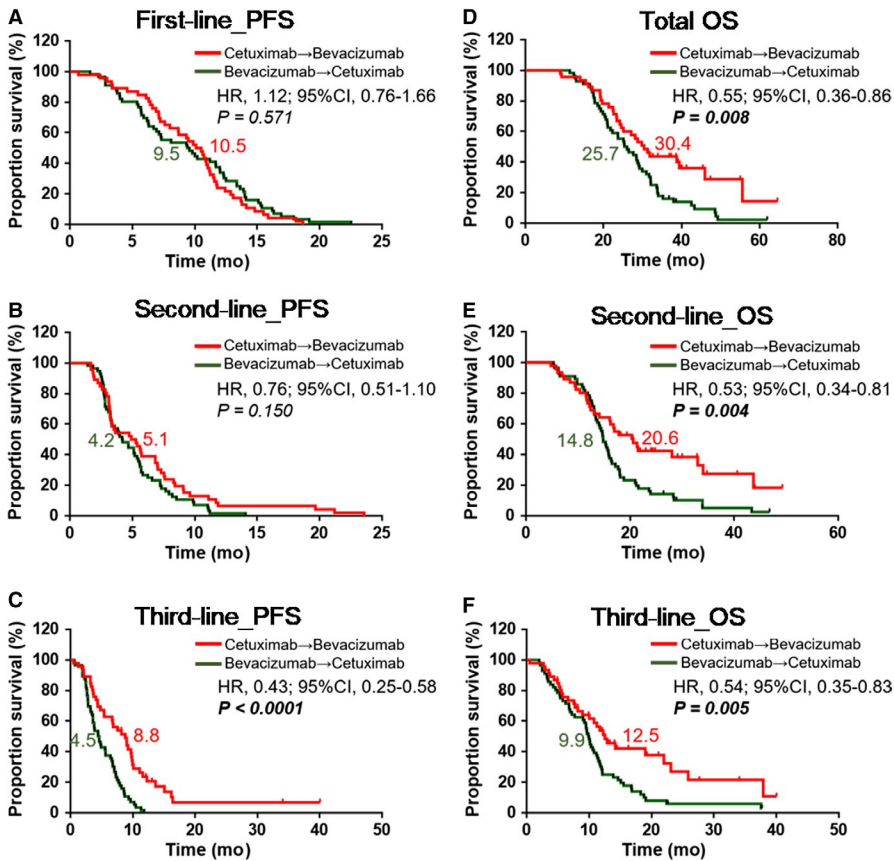 A
First-line_PFS
Proportion survival (%)
120
100
80
60
40
20
0
Cetuximab→Bevacizumab
Bevacizumab→Cetuximab
HR, 1.12; 95%CI, 0.76-1.66
P = 0.571
9.5
10.5
0 5 10 15 20 25
Time (mo)
D
Total OS
Proportion survival (%)
120
100
80
60
40
20
0
Cetuximab→Bevacizumab
Bevacizumab→Cetuximab
HR, 0.55; 95%CI, 0.36-0.86
P = 0.008
25.7
30.4
0 20 40 60 80
Time (mo)
B
Second-line_PFS
Proportion survival (%)
120
100
80
60
40
20
0
Cetuximab→Bevacizumab
Bevacizumab→Cetuximab
HR, 0.76; 95%CI, 0.51-1.10
P = 0.150
4.2
5.1
0 5 10 15 20 25
Time (mo)
E
Second-line_OS
Proportion survival (%)
120
100
80
60
40
20
0
Cetuximab→Bevacizumab
Bevacizumab→Cetuximab
HR, 0.53; 95%CI, 0.34-0.81
P = 0.004
14.8
20.6
0 20 40 60
Time (mo)
C
Third-line_PFS
Proportion survival (%)
120
100
80
60
40
20
0
Cetuximab→Bevacizumab
Bevacizumab→Cetuximab
HR, 0.43; 95%CI, 0.25-0.58
P < 0.0001
4.5
8.8
0 10 20 30 40 50
Time (mo)
F
Third-line_OS
Proportion survival (%)
120
100
80
60
40
20
0
Cetuximab→Bevacizumab
Bevacizumab→Cetuximab
HR, 0.54; 95%CI, 0.35-0.83
P = 0.005
9.9
12.5
0 10 20 30 40 50
Time (mo)